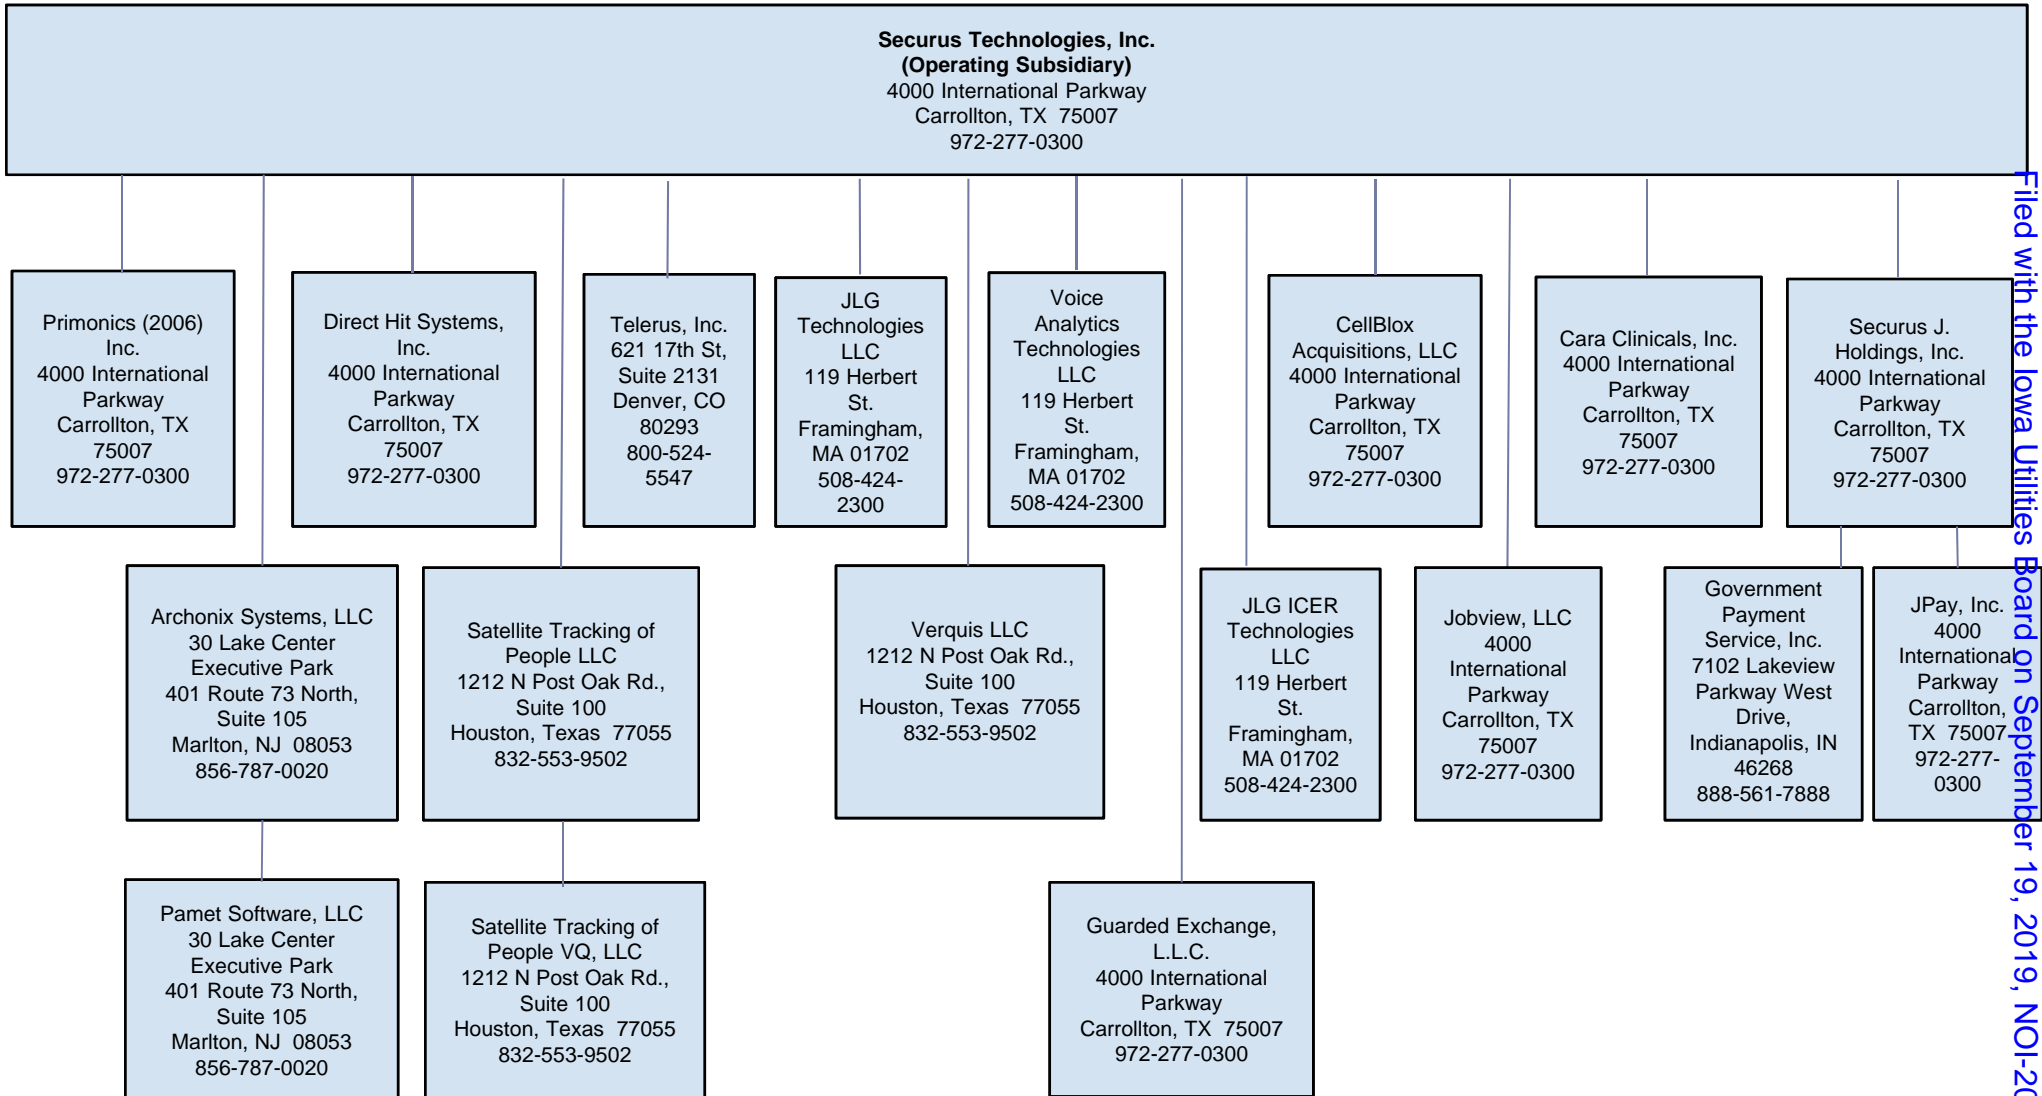 Securus Technologies, Inc.
(Operating Subsidiary)
4000 International Parkway
Carrollton, TX  75007
972-277-0300
Primonics (2006)
Inc.
4000 International
Parkway
Carrollton, TX
75007
972-277-0300
Direct Hit Systems,
Inc.
4000 International
Parkway
Carrollton, TX
75007
972-277-0300
Telerus, Inc.
621 17th St,
Suite 2131
Denver, CO
80293
800-524-
5547
JLG
Technologies
LLC
119 Herbert
St.
Framingham,
MA 01702
508-424-
2300
Voice
Analytics
Technologies
LLC
119 Herbert
St.
Framingham,
MA 01702
508-424-2300
CellBlox
Acquisitions, LLC
4000 International
Parkway
Carrollton, TX
75007
972-277-0300
Cara Clinicals, Inc.
4000 International
Parkway
Carrollton, TX
75007
972-277-0300
Securus J.
Holdings, Inc.
4000 International
Parkway
Carrollton, TX
75007
972-277-0300
Archonix Systems, LLC
30 Lake Center
Executive Park
401 Route 73 North,
Suite 105
Marlton, NJ  08053
856-787-0020
Satellite Tracking of
People LLC
1212 N Post Oak Rd.,
Suite 100
Houston, Texas  77055
832-553-9502
Verquis LLC
1212 N Post Oak Rd.,
Suite 100
Houston, Texas  77055
832-553-9502
JLG ICER
Technologies
LLC
119 Herbert
St.
Framingham,
MA 01702
508-424-2300
Jobview, LLC
4000
International
Parkway
Carrollton, TX
75007
972-277-0300
Government
Payment
Service, Inc.
7102 Lakeview
Parkway West
Drive,
Indianapolis, IN
46268
888-561-7888
JPay, Inc.
4000
International
Parkway
Carrollton,
TX  75007
972-277-
0300
Pamet Software, LLC
30 Lake Center
Executive Park
401 Route 73 North,
Suite 105
Marlton, NJ  08053
856-787-0020
Satellite Tracking of
People VQ, LLC
1212 N Post Oak Rd.,
Suite 100
Houston, Texas  77055
832-553-9502
Guarded Exchange,
L.L.C.
4000 International
Parkway
Carrollton, TX  75007
972-277-0300
Filed with the Iowa Utilities Board on September 19, 2019, NOI-20